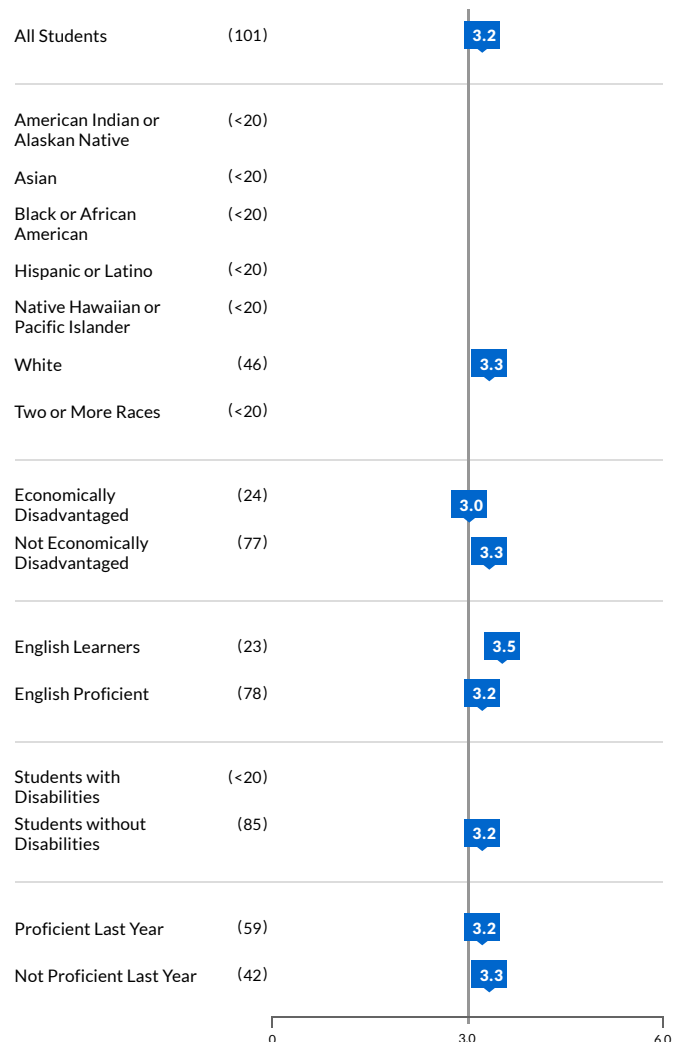 All Students (101) 3.2
American Indian or (<20)
Alaskan Native
Asian (<20)
Black or African (<20)
American
Hispanic or Latino (<20)
Native Hawaiian or (<20)
Pacific Islander
White (46) 3.3
Two or More Races (<20)
Economically (24) 3.0
Disadvantaged
Not Economically (77) 3.3
Disadvantaged
English Learners (23) 3.5
English Proficient (78) 3.2
Students with (<20)
Disabilities
Students without (85) 3.2
Disabilities
Proficient Last Year (59) 3.2
Not Proficient Last Year (42) 3.3
0 3.0 6.0